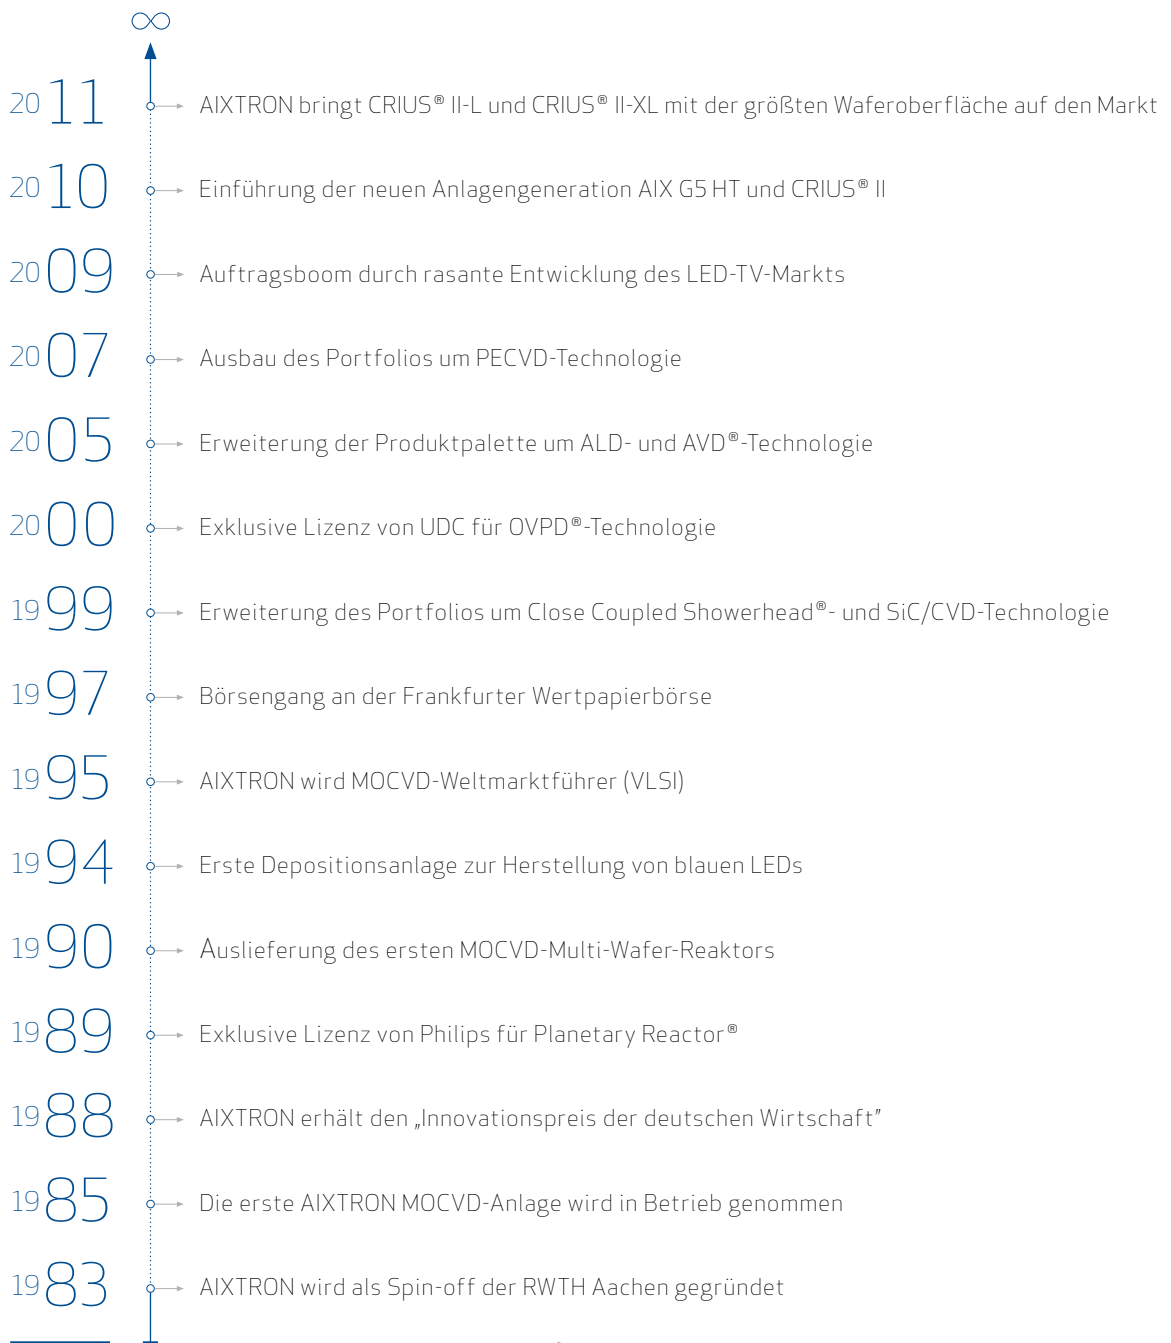 ∞
2011 AIXTRON bringt CRIUS® II-L und CRIUS® II-XL mit der größten Waferoberfläche auf den Markt
2010 Einführung der neuen Anlagengeneration AIX G5 HT und CRIUS® II
2009 Auftragsboom durch rasante Entwicklung des LED-TV-Markts
2007 Ausbau des Portfolios um PECVD-Technologie
2005 Erweiterung der Produktpalette um ALD- und AVD®-Technologie
2000 Exklusive Lizenz von UDC für OVPD®-Technologie
1999 Erweiterung des Portfolios um Close Coupled Showerhead®- und SiC/CVD-Technologie
1997 Börsengang an der Frankfurter Wertpapierbörse
1995 AIXTRON wird MOCVD-Weltmarktführer (VLSI)
1994 Erste Depositionsanlage zur Herstellung von blauen LEDs
1990 Auslieferung des ersten MOCVD-Multi-Wafer-Reaktors
1989 Exklusive Lizenz von Philips für Planetary Reactor®
1988 AIXTRON erhält den „Innovationspreis der deutschen Wirtschaft"
1985 Die erste AIXTRON MOCVD-Anlage wird in Betrieb genommen
1983 AIXTRON wird als Spin-off der RWTH Aachen gegründet